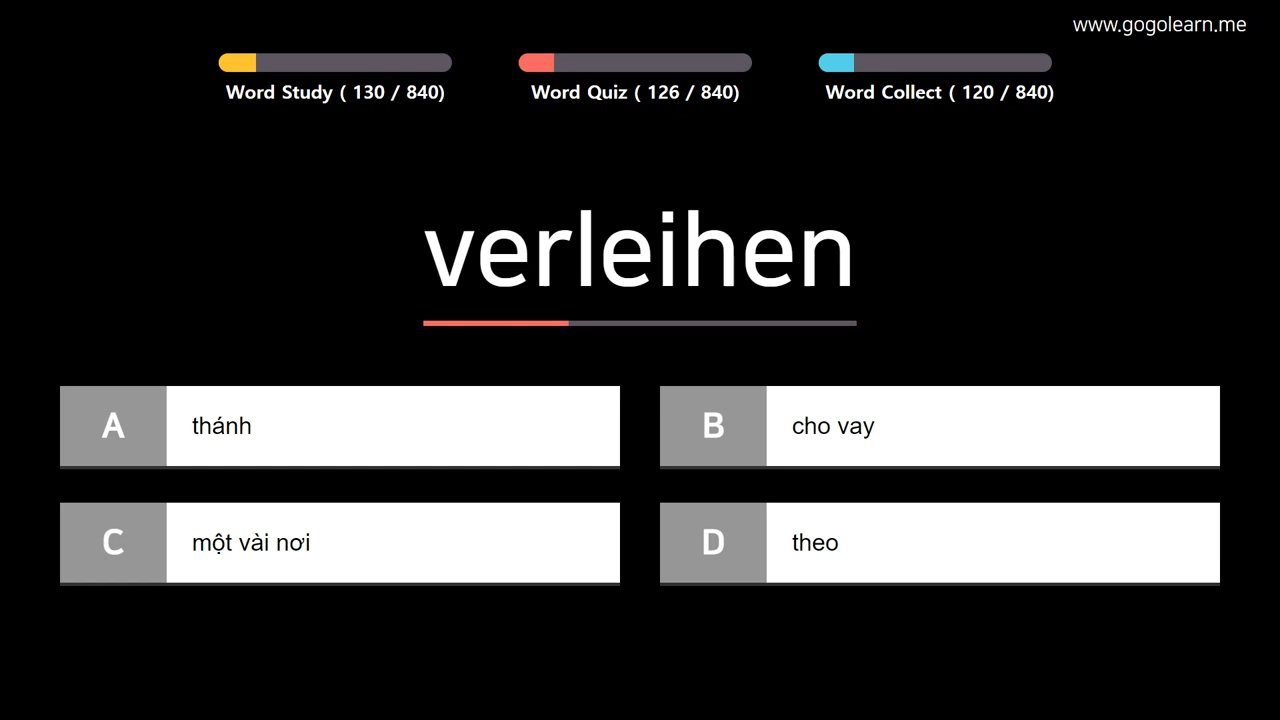 www.gogolearn.me
Word Study ( 130 / 840)
Word Quiz ( 126 / 840)
Word Collect ( 120 / 840)
verleihen
A thánh
B cho vay
C một vài nơi
D theo